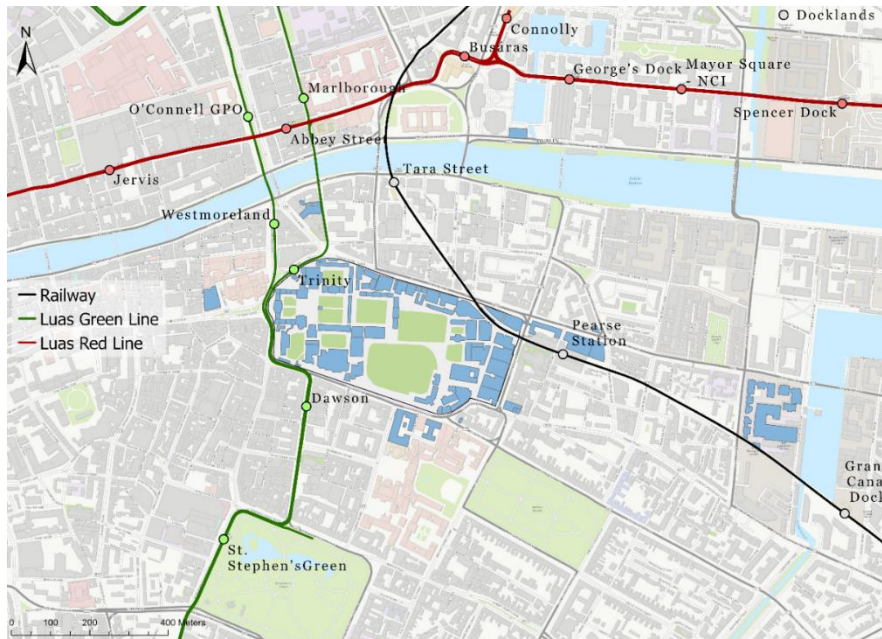 N
Docklands
Connolly
Busaras
George's Dock
Mayor Square
- NCI
Spencer Dock
Marlborough
O'Connell GPO
Abbey Street
Jervis
Tara Street
Westmoreland
Trinity
Railway
Luas Green Line
Luas Red Line
Pearse
Station
Dawson
Gran
Canal
Dock
St.
Stephen'sGreen
0 100 200 400 Meters